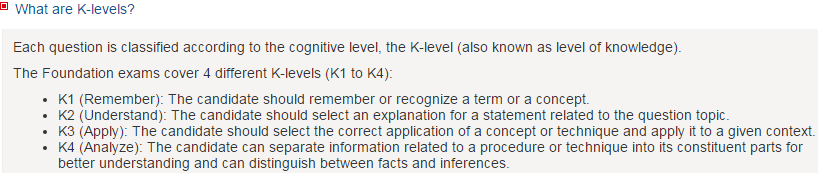 What are K-levels?
Each question is classified according to the cognitive level, the K-level (also known as level of knowledge).
The Foundation exams cover 4 different K-levels (K1 to K4):
• K1 (Remember): The candidate should remember or recognize a term or a concept.
• K2 (Understand): The candidate should select an explanation for a statement related to the question topic.
• K3 (Apply): The candidate should select the correct application of a concept or technique and apply it to a given context.
• K4 (Analyze): The candidate can separate information related to a procedure or technique into its constituent parts for
better understanding and can distinguish between facts and inferences.